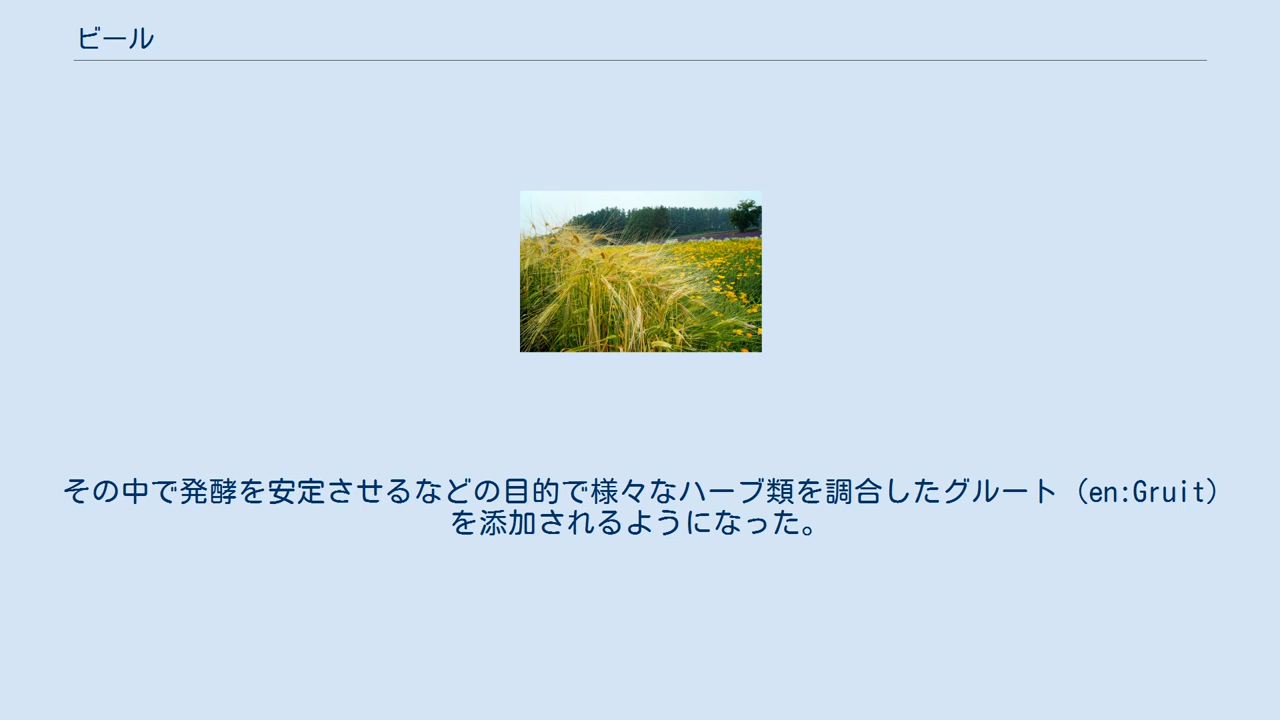 ビール
その中で発酵を安定させるなどの目的で様々なハーブ類を調合したグルート（en:Gruit）
を添加されるようになった。